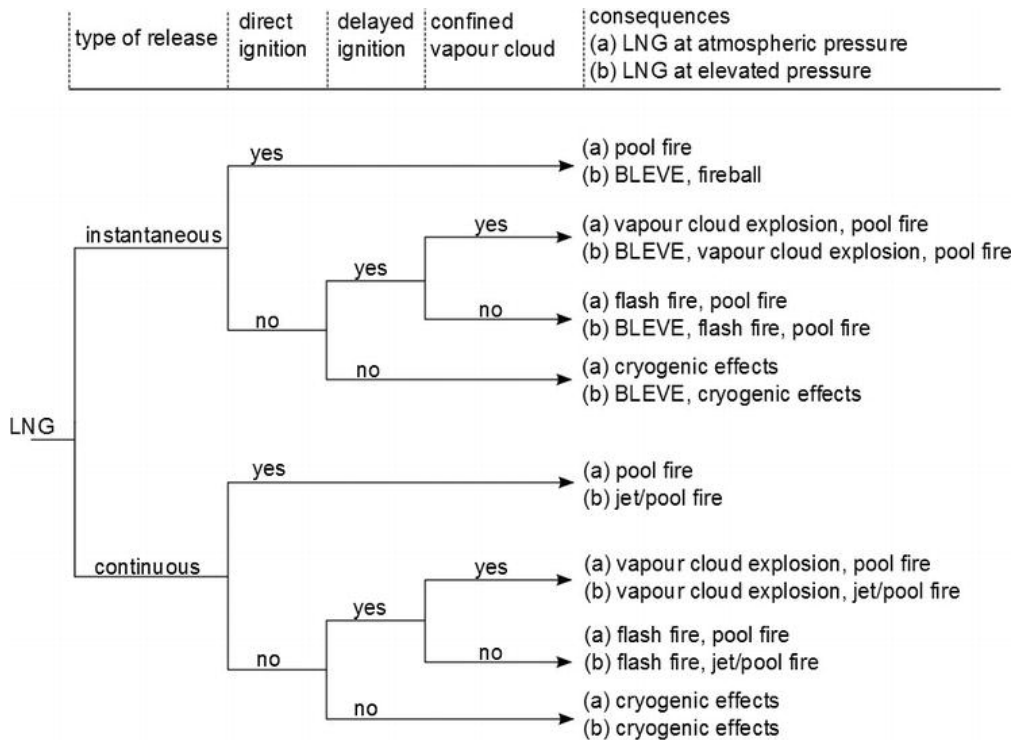 type of release
direct
ignition
delayed
ignition
confined
vapour cloud
consequences
(a) LNG at atmospheric pressure
(b) LNG at elevated pressure
yes
(a) pool fire
(b) BLEVE, fireball
instantaneous
yes
(a) vapour cloud explosion, pool fire
(b) BLEVE, vapour cloud explosion, pool fire
yes
no
no
(a) flash fire, pool fire
(b) BLEVE, flash fire, pool fire
no
(a) cryogenic effects
(b) BLEVE, cryogenic effects
LNG
yes
(a) pool fire
(b) jet/pool fire
continuous
yes
(a) vapour cloud explosion, pool fire
(b) vapour cloud explosion, jet/pool fire
yes
no
no
(a) flash fire, pool fire
(b) flash fire, jet/pool fire
no
(a) cryogenic effects
(b) cryogenic effects